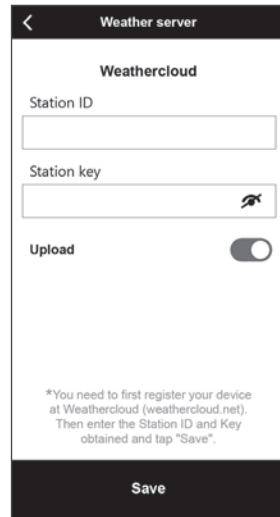 Weather server
Weathercloud
Station ID
Station key
Upload
*You need to first register your device
at Weathercloud (weathercloud.net).
Then enter the Station ID and Key
obtained and tap "Save".
Save